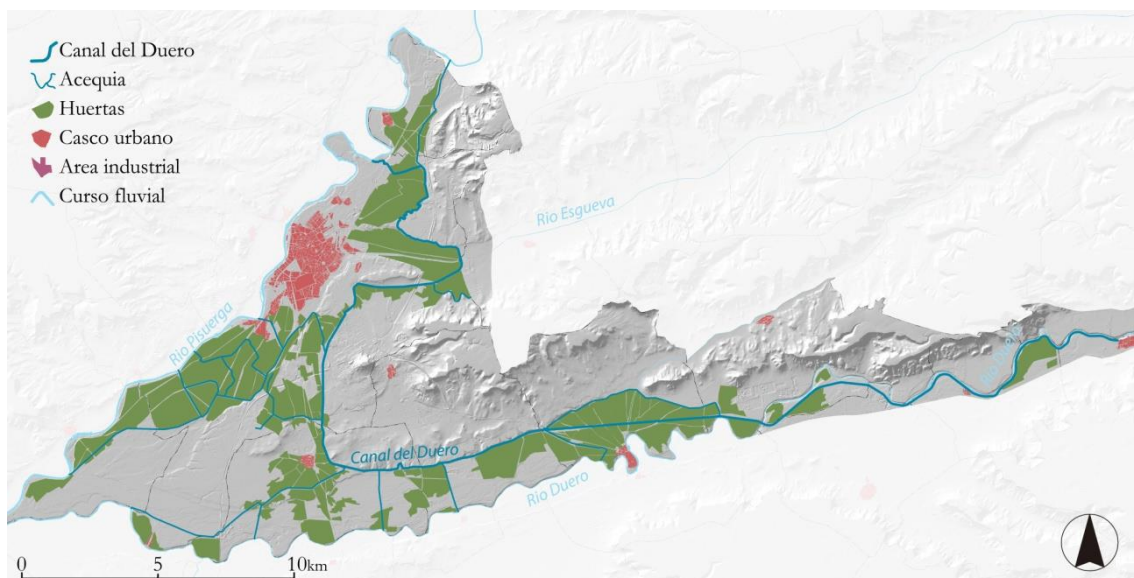 Canal del Duero
Acequia
Huertas
Casco urbano
Area industrial
Curso fluvial
Río Esgueva
Río Pisuerga
Canal del Duero
Río Duero
0 5 10km